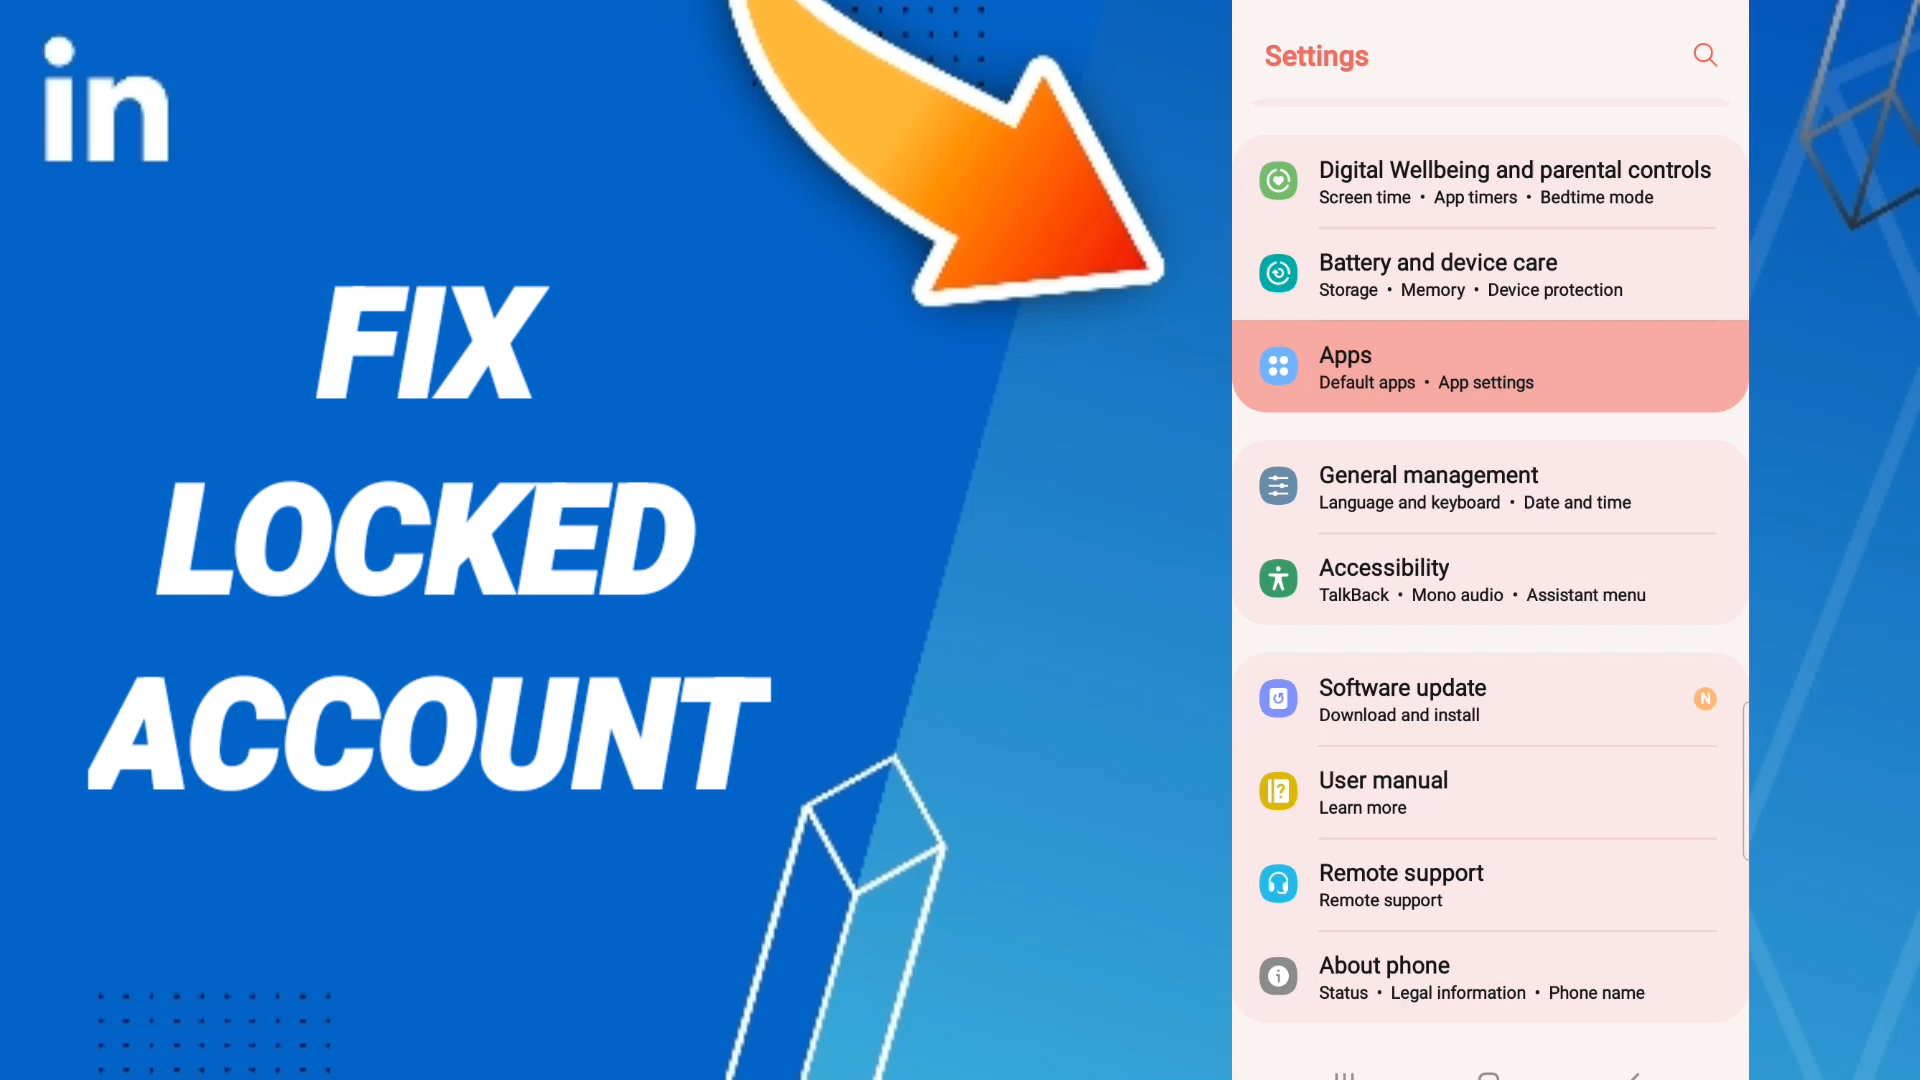 in
FIX
LOCKED
ACCOUNT
Settings
Digital Wellbeing and parental controls
Screen time • App timers • Bedtime mode
Battery and device care
Storage • Memory • Device protection
Apps
Default apps • App settings
General management
Language and keyboard • Date and time
Accessibility
TalkBack • Mono audio • Assistant menu
Software update
N
Download and install
User manual
Learn more
Remote support
Remote support
About phone
Status • Legal information • Phone name